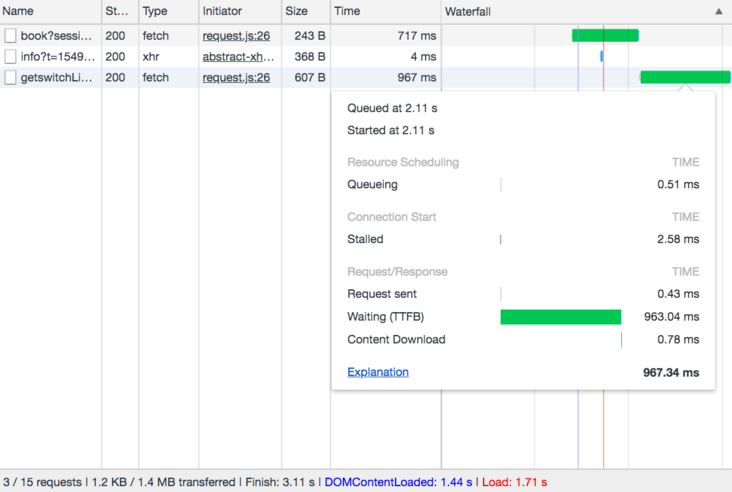 Name St... Type Initiator Size Time Waterfall ▲
book?sessi... 200 fetch request.js:26 243 B 717 ms
info?t=1549... 200 xhr abstract-xh... 368 B 4 ms
getswitchLi... 200 fetch request.js:26 607 B 967 ms
Queued at 2.11 s
Started at 2.11 s
Resource Scheduling TIME
Queueing 0.51 ms
Connection Start TIME
Stalled 2.58 ms
Request/Response TIME
Request sent 0.43 ms
Waiting (TTFB) 963.04 ms
Content Download 0.78 ms
Explanation 967.34 ms
3 / 15 requests | 1.2 KB / 1.4 MB transferred | Finish: 3.11 s | DOMContentLoaded: 1.44 s | Load: 1.71 s